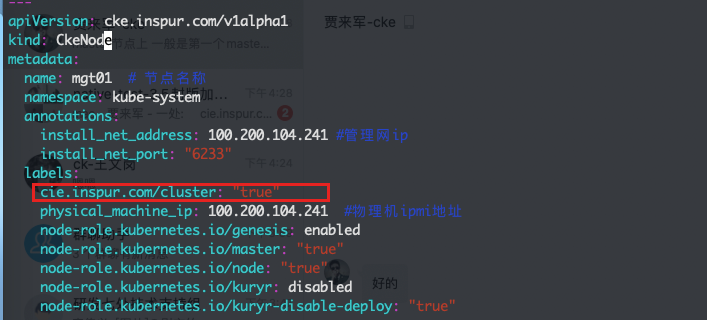 ---
apiVersion: cke.inspur.com/v1alpha1
kind: CkeNode
metadata:
name: mgt01 # 节点名称
namespace: kube-system
annotations:
install_net_address: 100.200.104.241 #管理网ip
install_net_port: "6233"
labels:
cie.inspur.com/cluster: "true"
physical_machine_ip: 100.200.104.241 #物理机ipmi地址
node-role.kubernetes.io/genesis: enabled
node-role.kubernetes.io/master: "true"
node-role.kubernetes.io/node: "true"
node-role.kubernetes.io/kuryr: disabled
node-role.kubernetes.io/kuryr-disable-deploy: "true"
贾来军-cke
下午4:28
2
下午4:24
好的